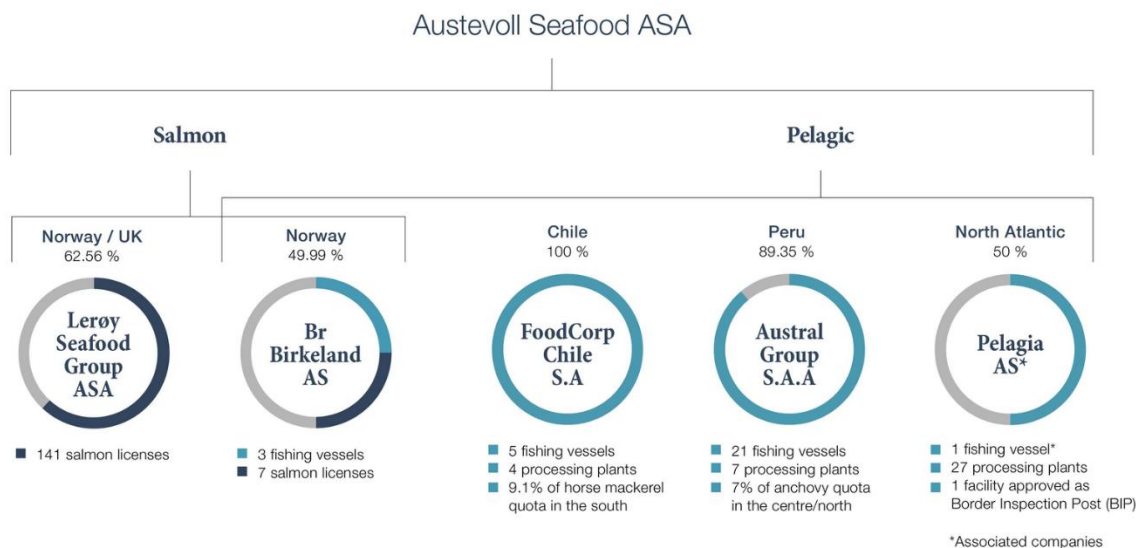 Austevoll Seafood ASA
Salmon
Pelagic
Norway / UK
62.56 %
Norway
49.99 %
Chile
100 %
Peru
89.35 %
North Atlantic
50 %
Lerøy
Seafood
Group
ASA
Br
Birkeland
AS
FoodCorp
Chile
S.A
Austral
Group
S.A.A
Pelagia
AS*
141 salmon licenses
3 fishing vessels
7 salmon licenses
5 fishing vessels
4 processing plants
9.1% of horse mackerel
quota in the south
21 fishing vessels
7 processing plants
7% of anchovy quota
in the centre/north
1 fishing vessel*
27 processing plants
1 facility approved as
Border Inspection Post (BIP)
*Associated companies